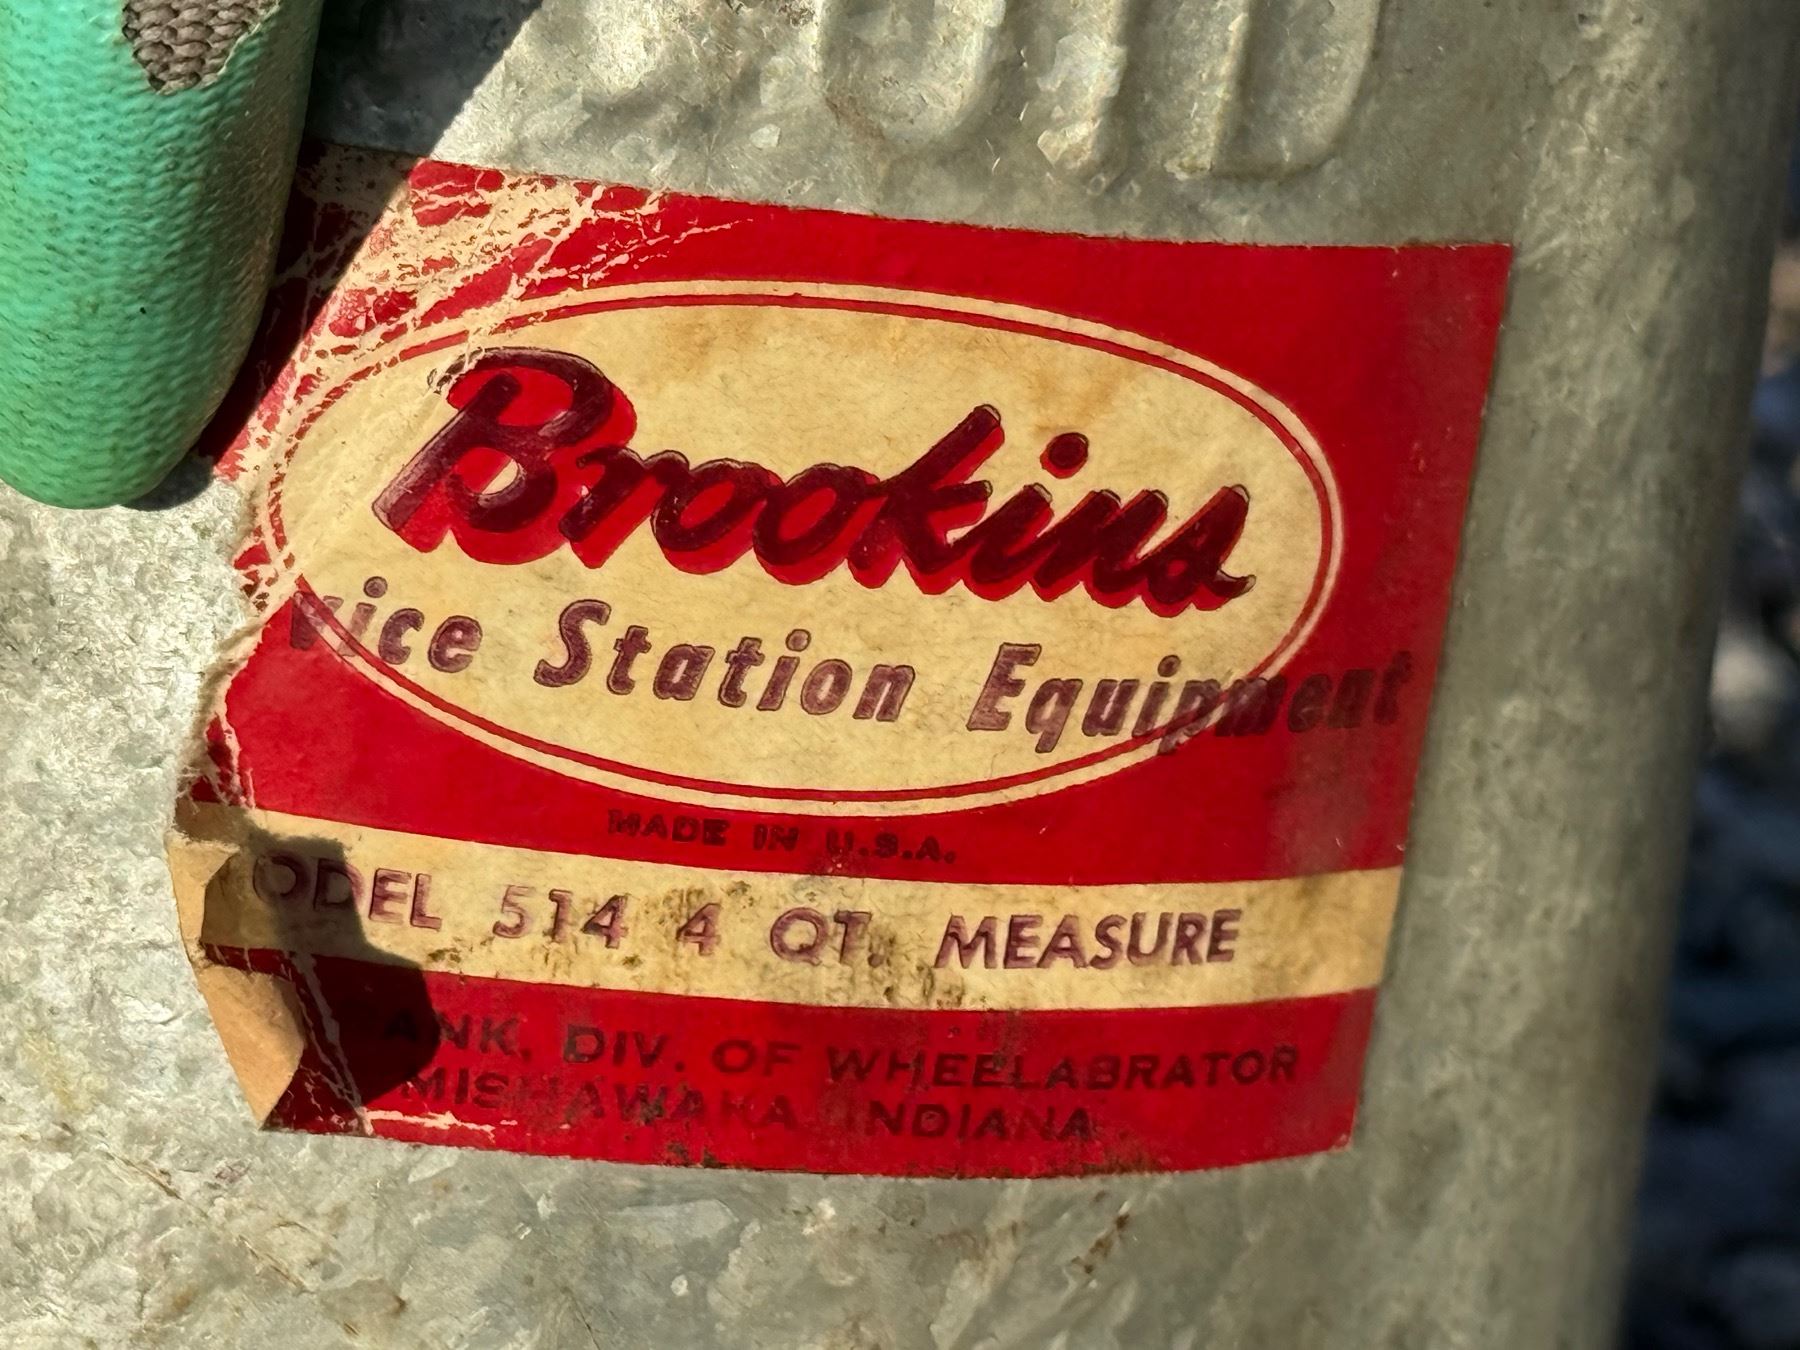 Brookins
vice Station Equipment
MADE IN U.S.A.
ODEL 514 4 QT. MEASURE
ANK, DIV. OF WHEELABRATOR
MISHAWAKA INDIANA